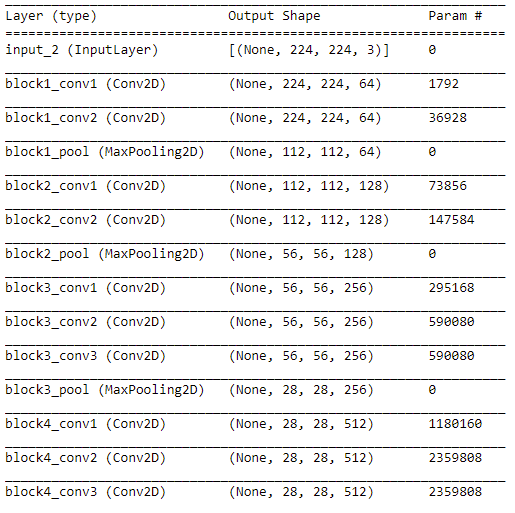 Layer (type) Output Shape Param #
input_2 (InputLayer) [(None, 224, 224, 3)] 0
block1_conv1 (Conv2D) (None, 224, 224, 64) 1792
block1_conv2 (Conv2D) (None, 224, 224, 64) 36928
block1_pool (MaxPooling2D) (None, 112, 112, 64) 0
block2_conv1 (Conv2D) (None, 112, 112, 128) 73856
block2_conv2 (Conv2D) (None, 112, 112, 128) 147584
block2_pool (MaxPooling2D) (None, 56, 56, 128) 0
block3_conv1 (Conv2D) (None, 56, 56, 256) 295168
block3_conv2 (Conv2D) (None, 56, 56, 256) 590080
block3_conv3 (Conv2D) (None, 56, 56, 256) 590080
block3_pool (MaxPooling2D) (None, 28, 28, 256) 0
block4_conv1 (Conv2D) (None, 28, 28, 512) 1180160
block4_conv2 (Conv2D) (None, 28, 28, 512) 2359808
block4_conv3 (Conv2D) (None, 28, 28, 512) 2359808